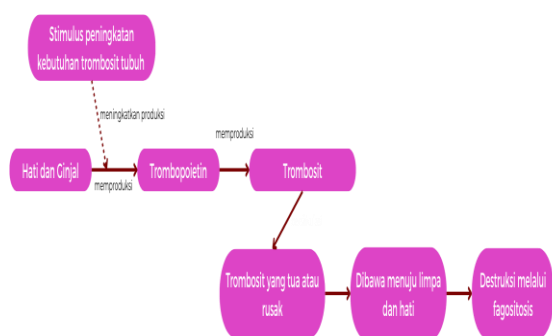 Stimulus peningkatan
kebutuhan trombosit tubuh
meningkatkan produksi
memproduksi
Hati dan Ginjal
memproduksi
Trombopoietin
Trombosit
Trombosit yang tua atau
rusak
Dibawa menuju limpa
dan hati
Destruksi melalui
fagositosis